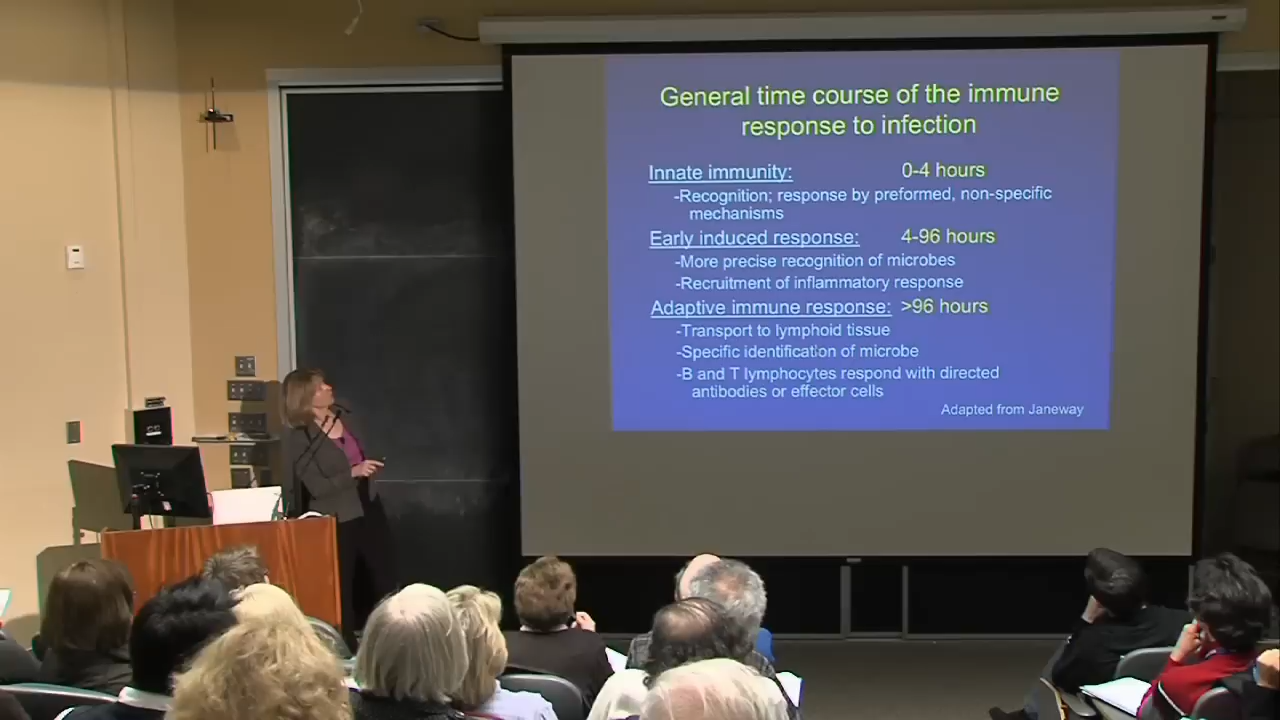 General time course of the immune
response to infection
Innate immunity: 0-4 hours
-Recognition; response by preformed, non-specific
mechanisms
Early induced response: 4-96 hours
-More precise recognition of microbes
-Recruitment of inflammatory response
Adaptive immune response: >96 hours
-Transport to lymphoid tissue
-Specific identification of microbe
-B and T lymphocytes respond with directed
antibodies or effector cells
Adapted from Janeway